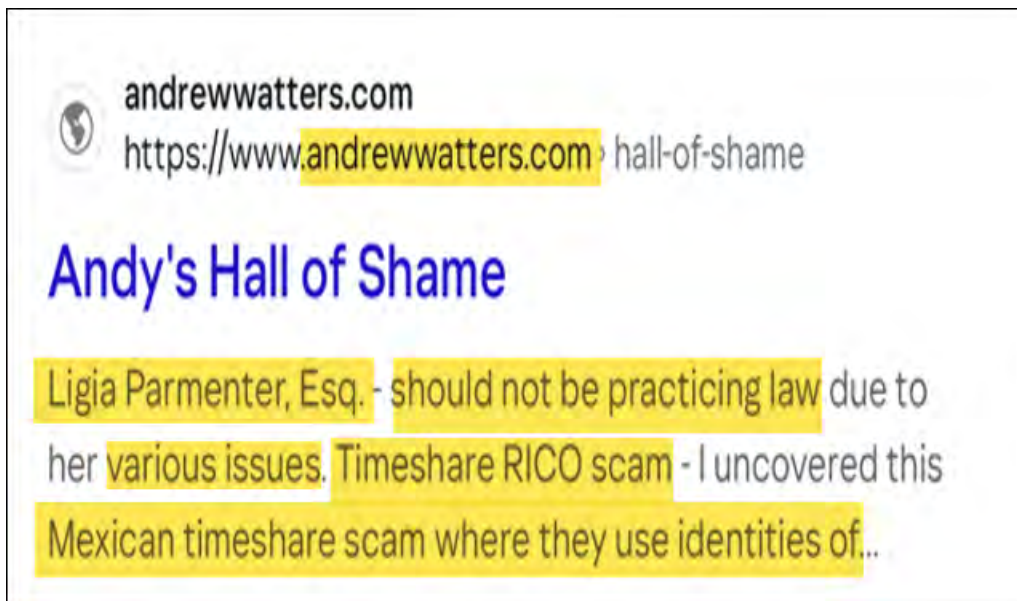 andrewwatters.com
https://www.andrewwatters.com › hall-of-shame
Andy's Hall of Shame
Ligia Parmenter, Esq. - should not be practicing law due to
her various issues. Timeshare RICO scam - I uncovered this
Mexican timeshare scam where they use identities of...